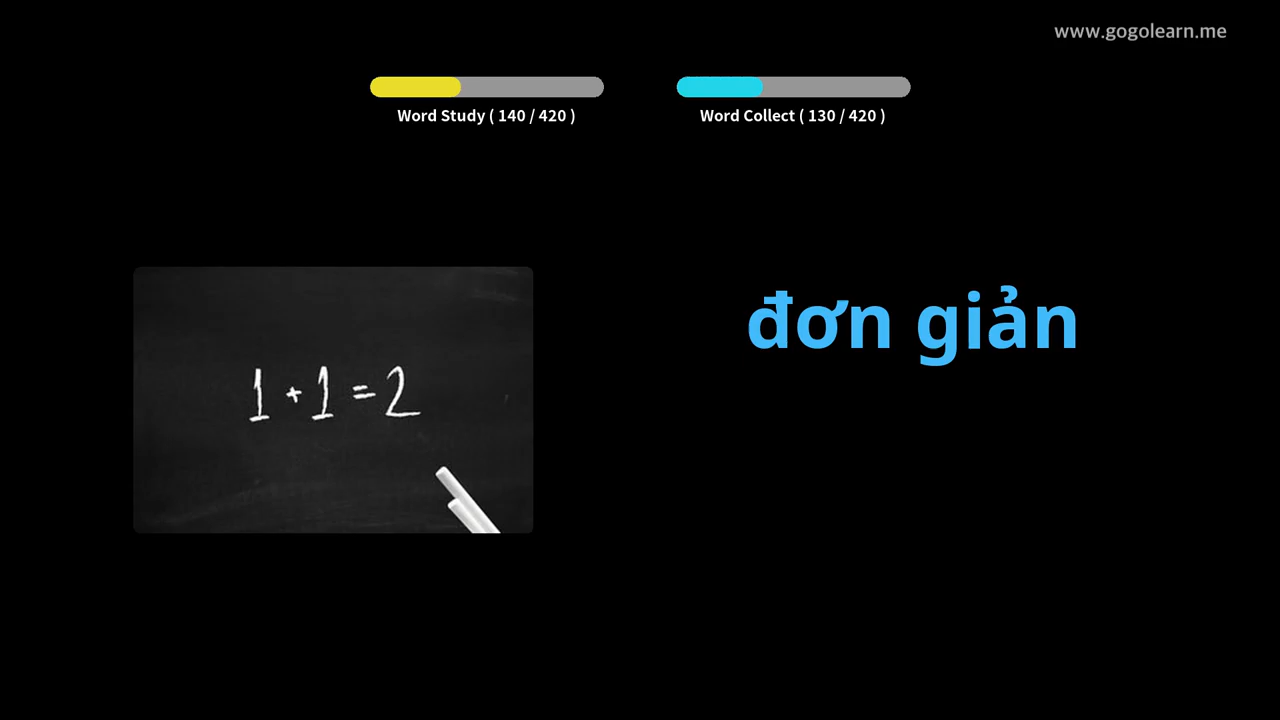 www.gogolearn.me
Word Study ( 140 / 420 )
Word Collect ( 130 / 420 )
đơn giản
1 + 1 = 2